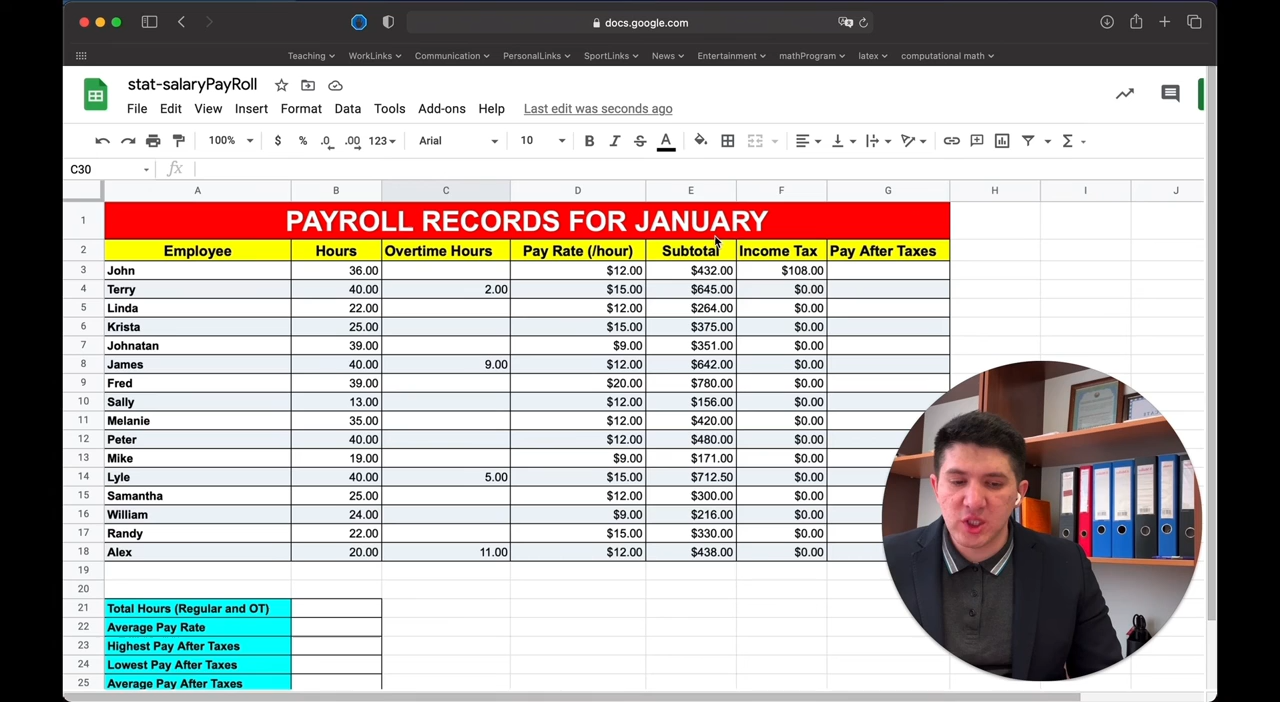 docs.google.com
Teaching WorkLinks Communication PersonalLinks SportLinks News Entertainment mathProgram latex computational math
stat-salaryPayRoll
File Edit View Insert Format Data Tools Add-ons Help Last edit was seconds ago
100% $ % .0 .00 123 Arial 10 B I S A Σ
C30 fx
A B C D E F G H I J
1 PAYROLL RECORDS FOR JANUARY
2 Employee Hours Overtime Hours Pay Rate (/hour) Subtotal Income Tax Pay After Taxes
3 John 36.00 $12.00 $432.00 $108.00
4 Terry 40.00 2.00 $15.00 $645.00 $0.00
5 Linda 22.00 $12.00 $264.00 $0.00
6 Krista 25.00 $15.00 $375.00 $0.00
7 Johnatan 39.00 $9.00 $351.00 $0.00
8 James 40.00 9.00 $12.00 $642.00 $0.00
9 Fred 39.00 $20.00 $780.00 $0.00
10 Sally 13.00 $12.00 $156.00 $0.00
11 Melanie 35.00 $12.00 $420.00 $0.00
12 Peter 40.00 $12.00 $480.00 $0.00
13 Mike 19.00 $9.00 $171.00 $0.00
14 Lyle 40.00 5.00 $15.00 $712.50 $0.00
15 Samantha 25.00 $12.00 $300.00 $0.00
16 William 24.00 $9.00 $216.00 $0.00
17 Randy 22.00 $15.00 $330.00 $0.00
18 Alex 20.00 11.00 $12.00 $438.00 $0.00
19
20
21 Total Hours (Regular and OT)
22 Average Pay Rate
23 Highest Pay After Taxes
24 Lowest Pay After Taxes
25 Average Pay After Taxes